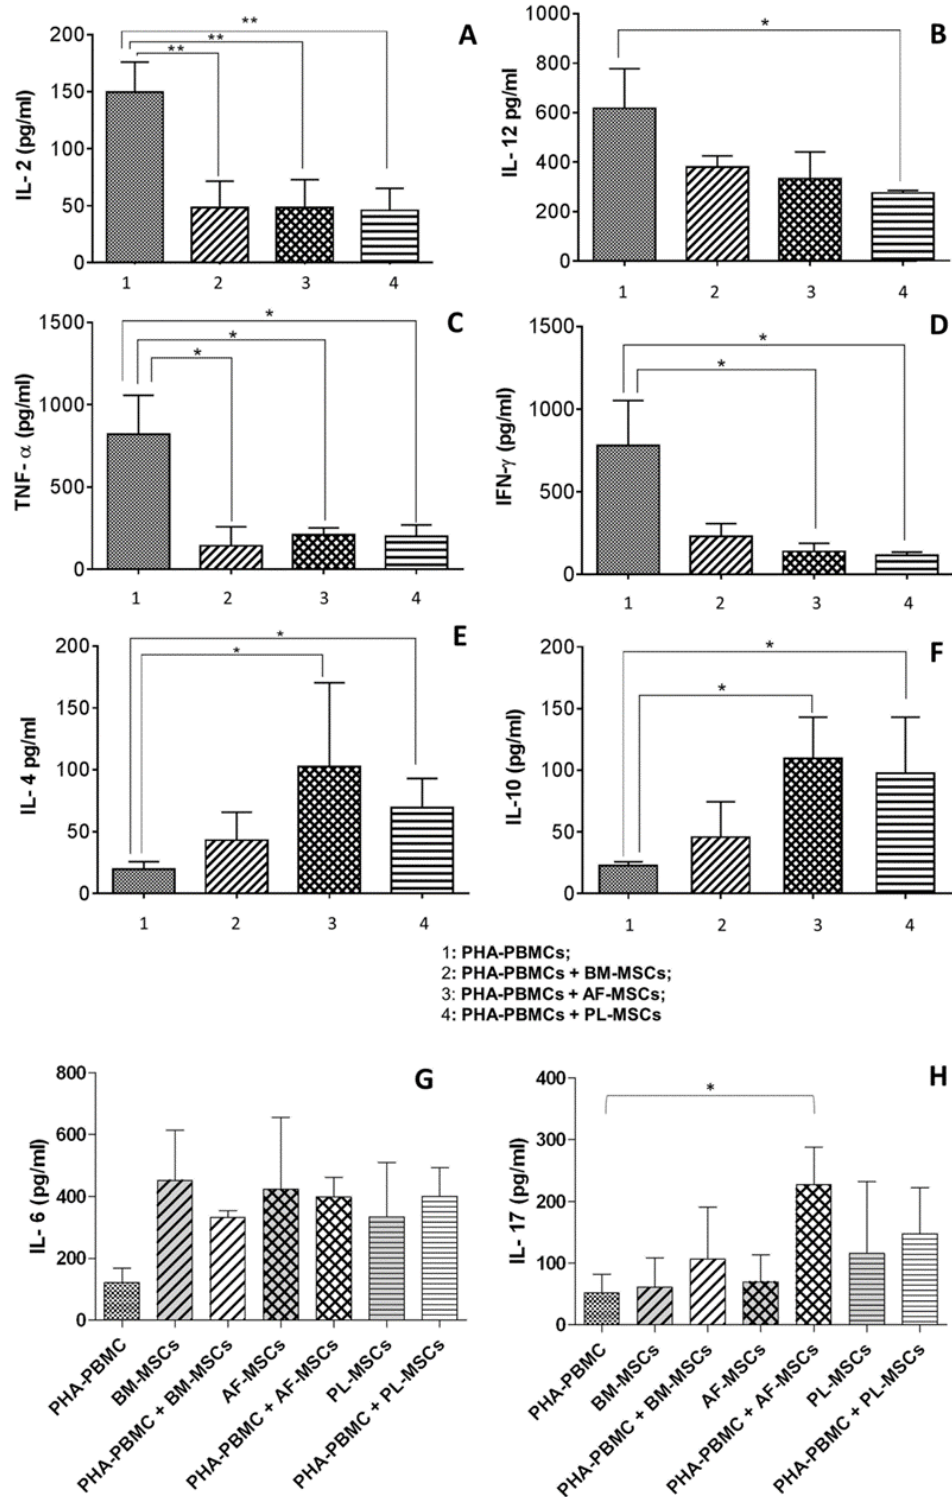 A
IL- 2 (pg/ml)
200
150
100
50
0
**
**
**
1 2 3 4
B
IL- 12 pg/ml
1000
800
600
400
200
0
*
1 2 3 4
C
TNF- α (pg/ml)
1500
1000
500
0
*
*
*
1 2 3 4
D
IFN-γ (pg/ml)
1500
1000
500
0
*
*
1 2 3 4
E
IL- 4 pg/ml
200
150
100
50
0
*
*
1 2 3 4
F
IL-10 (pg/ml)
200
150
100
50
0
*
*
1 2 3 4
1: PHA-PBMCs;
2: PHA-PBMCs + BM-MSCs;
3: PHA-PBMCs + AF-MSCs;
4: PHA-PBMCs + PL-MSCs
G
IL- 6 (pg/ml)
800
600
400
200
0
PHA-PBMC
BM-MSCs
PHA-PBMC + BM-MSCs
AF-MSCs
PHA-PBMC + AF-MSCs
PL-MSCs
PHA-PBMC + PL-MSCs
H
IL- 17 (pg/ml)
400
300
200
100
0
*
PHA-PBMC
BM-MSCs
PHA-PBMC + BM-MSCs
AF-MSCs
PHA-PBMC + AF-MSCs
PL-MSCs
PHA-PBMC + PL-MSCs